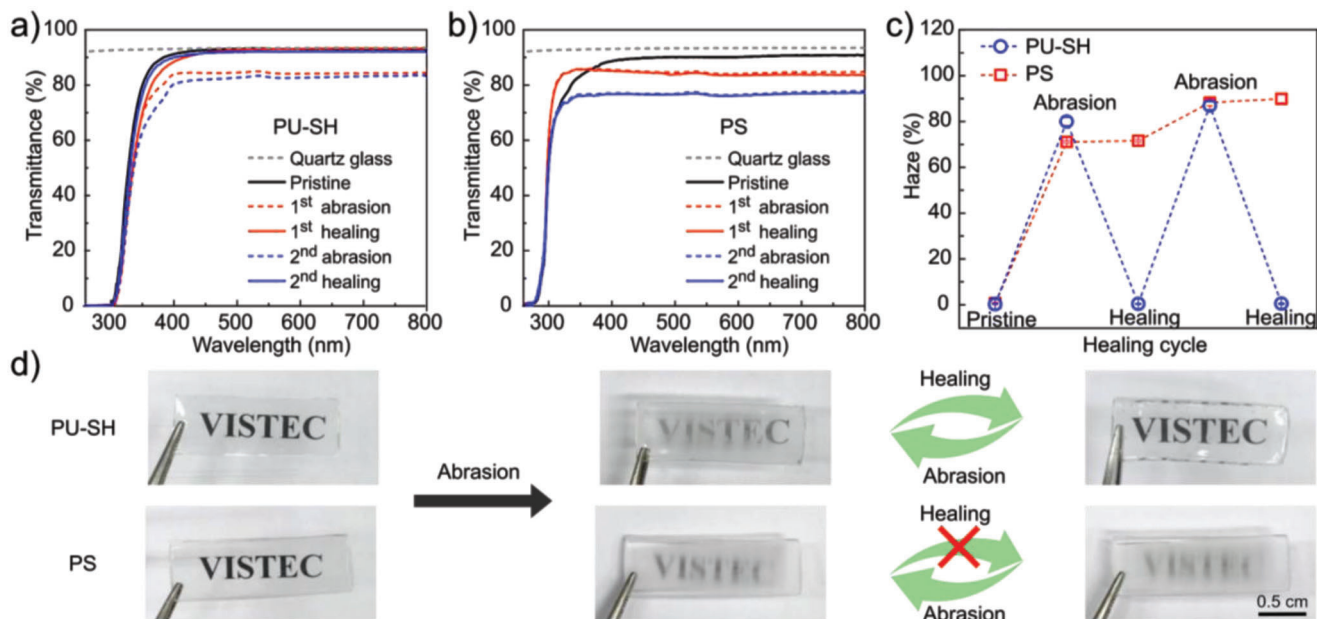 a)
100
80
60
40
20
0
Transmittance (%)
PU-SH
Quartz glass
Pristine
1st abrasion
1st healing
2nd abrasion
2nd healing
300
400
500
600
700
800
Wavelength (nm)
b)
100
80
60
40
20
0
Transmittance (%)
PS
Quartz glass
Pristine
1st abrasion
1st healing
2nd abrasion
2nd healing
300
400
500
600
700
800
Wavelength (nm)
c)
120
100
80
60
40
20
0
Haze (%)
PU-SH
PS
Abrasion
Abrasion
Pristine
Healing
Healing
Healing cycle
d)
PU-SH
VISTEC
Abrasion
VISTEC
Healing
Abrasion
VISTEC
PS
VISTEC
VISTEC
Healing
Abrasion
VISTEC
0.5 cm